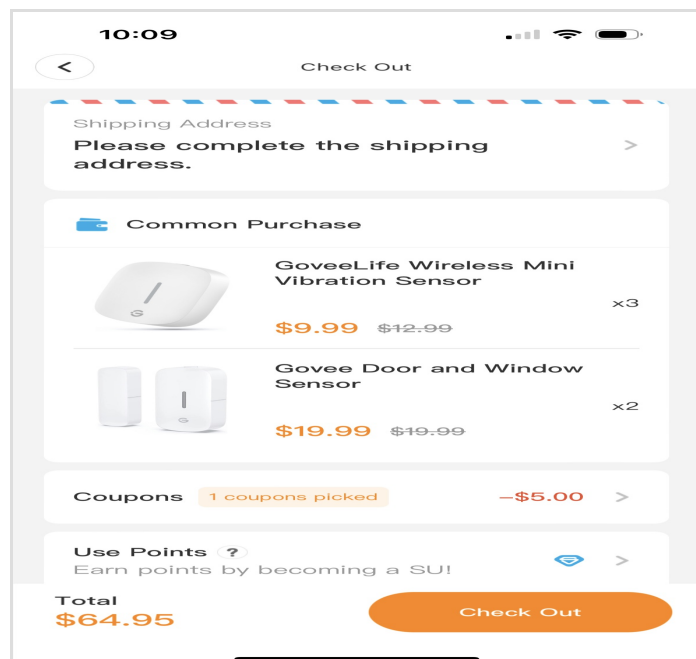 10:09
Check Out
Shipping Address
Please complete the shipping
address.
Common Purchase
GoveeLife Wireless Mini
Vibration Sensor
x3
$9.99 $12.99
Govee Door and Window
Sensor
x2
$19.99 $19.99
Coupons 1 coupons picked -$5.00
Use Points ?
Earn points by becoming a SU!
Total
$64.95
Check Out